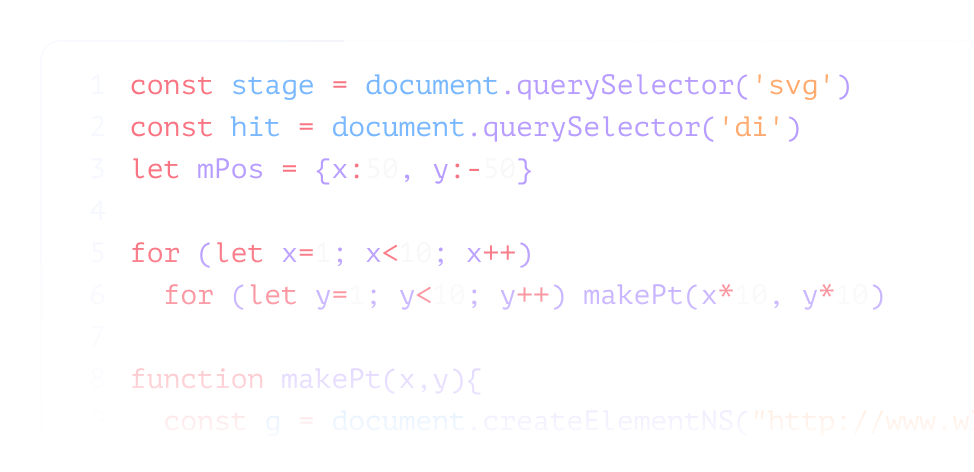 1 const stage = document.querySelector('svg')
2 const hit = document.querySelector('di')
3 let mPos = {x:50, y:-50}
4
5 for (let x=1; x<10; x++)
6 for (let y=1; y<10; y++) makePt(x*10, y*10)
7
8 function makePt(x,y){
const g = document.createElementNS("http://www.w